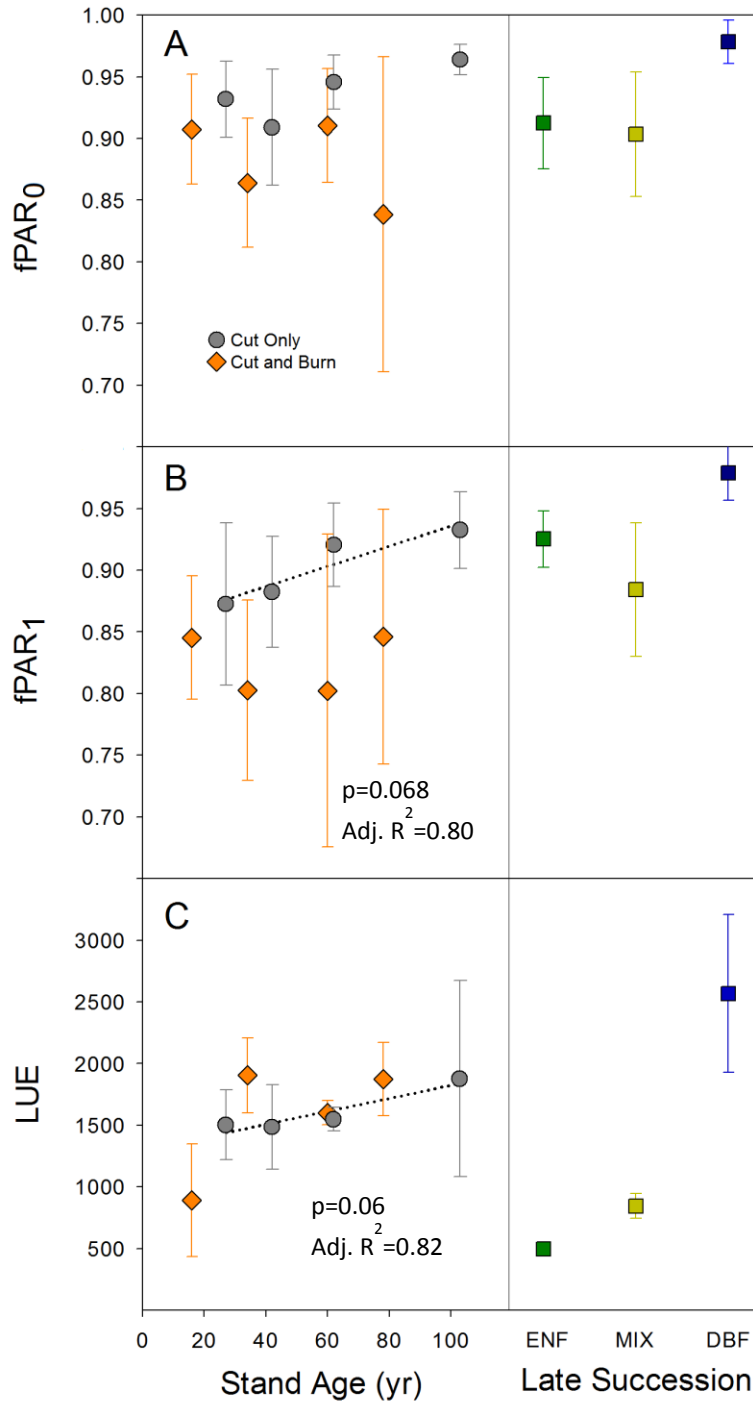 A
1.00
0.95
0.90
0.85
0.80
0.75
0.70
fPAR0
Cut Only
Cut and Burn
B
0.95
0.90
0.85
0.80
0.75
0.70
fPAR1
p=0.068
Adj. R2=0.80
C
3000
2500
2000
1500
1000
500
LUE
p=0.06
Adj. R2=0.82
0 20 40 60 80 100 ENF MIX DBF
Stand Age (yr) Late Succession